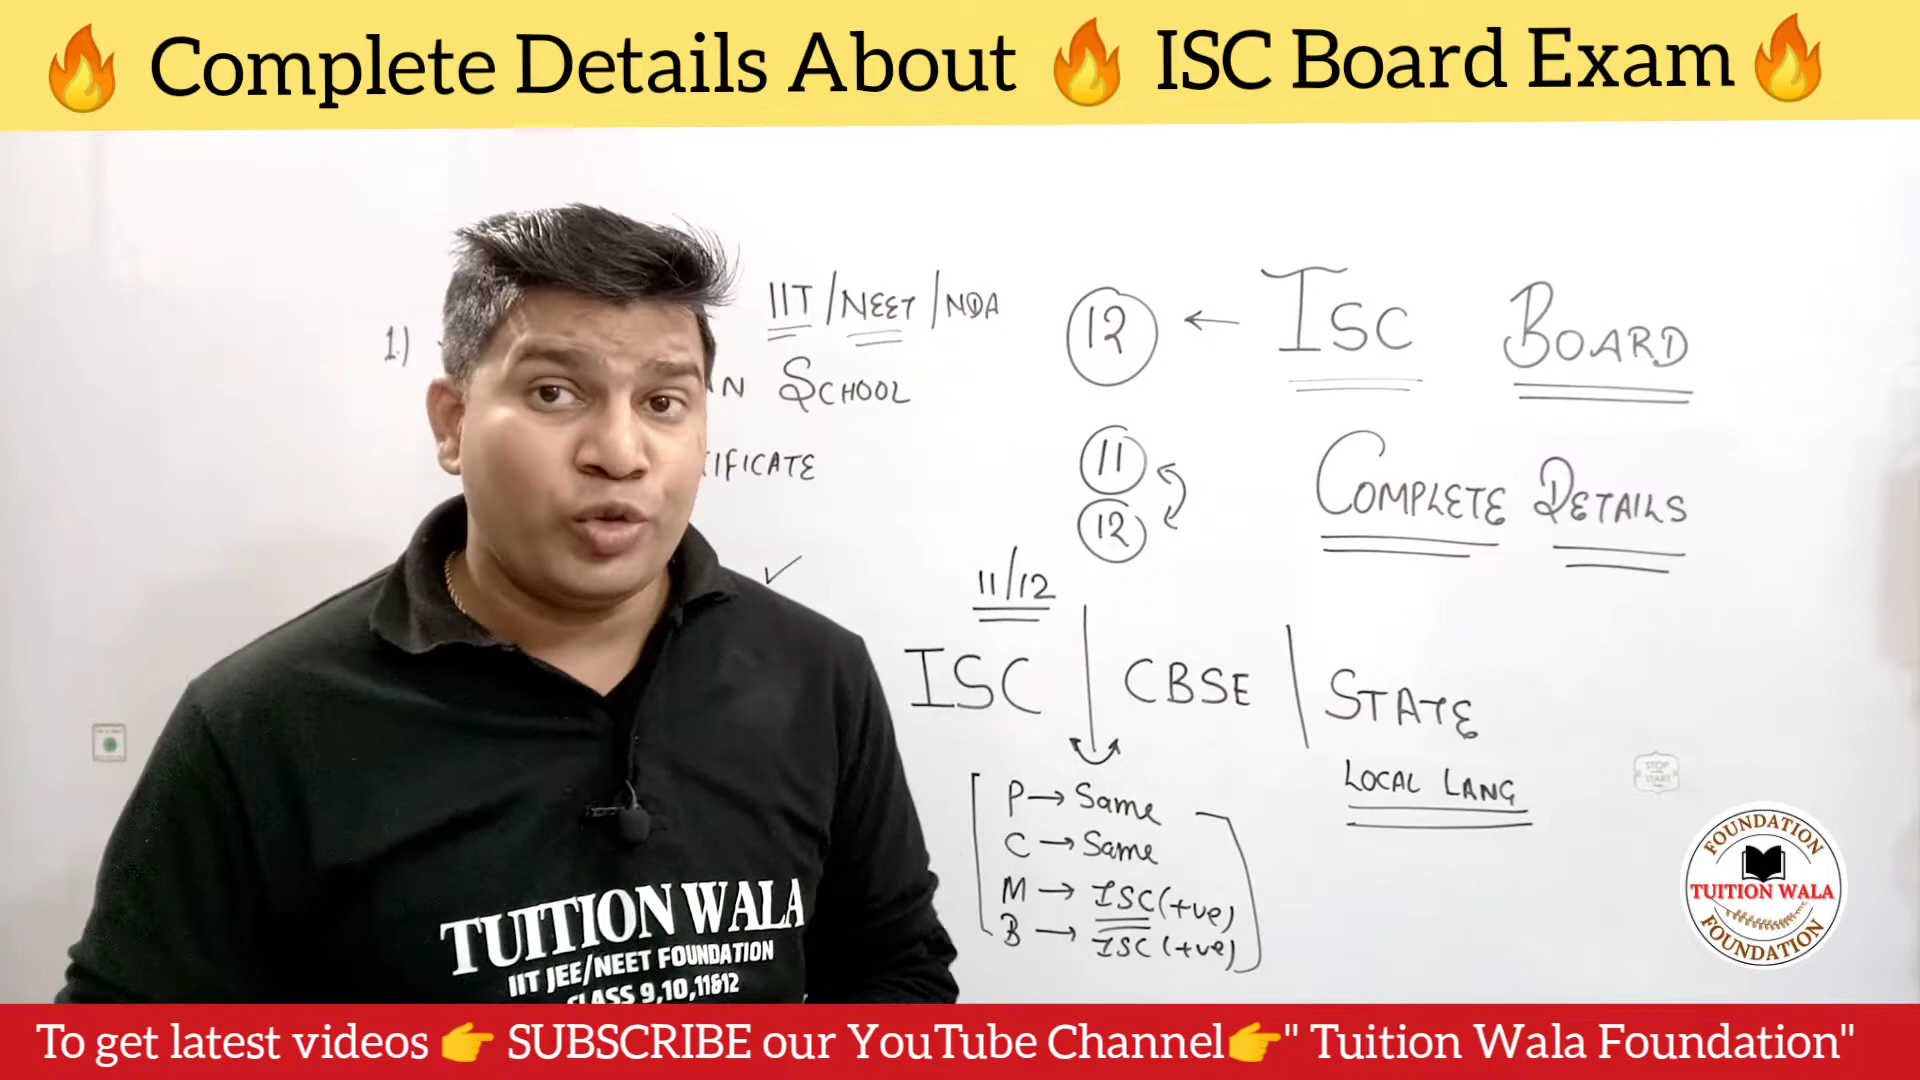 🔥 Complete Details About 🔥 ISC Board Exam 🔥
1)
IIT / NEET / NDA
SCHOOL
12 ← ISC BOARD
11
12
COMPLETE DETAILS
✓
11/12
ISC | CBSE | STATE
LOCAL LANG
P → Same
C → Same
M → ISC (+ve)
B → ISC (+ve)
TUITION WALA
IIT JEE/NEET FOUNDATION
CLASS 9,10,11&12
STOP
START
FOUNDATION
TUITION WALA
FOUNDATION
To get latest videos 👉 SUBSCRIBE our YouTube Channel👉" Tuition Wala Foundation"